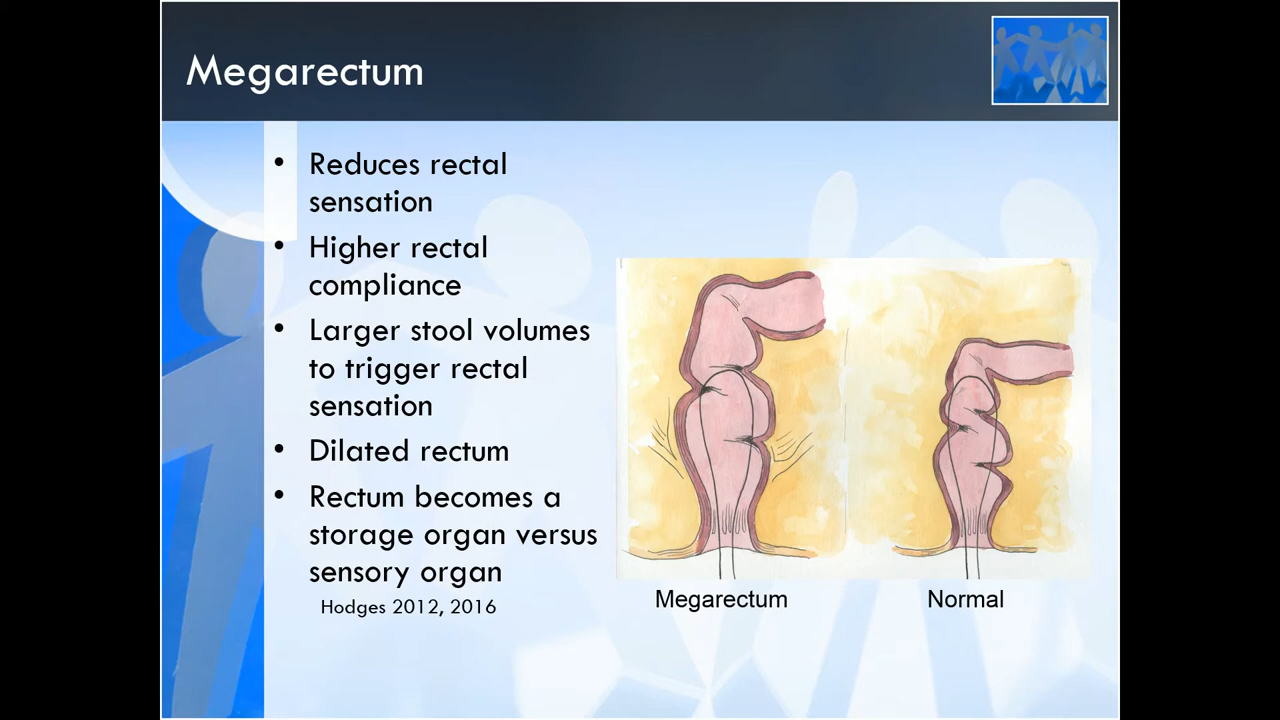 Megarectum
• Reduces rectal
sensation
• Higher rectal
compliance
• Larger stool volumes
to trigger rectal
sensation
• Dilated rectum
• Rectum becomes a
storage organ versus
sensory organ
Hodges 2012, 2016
Megarectum
Normal